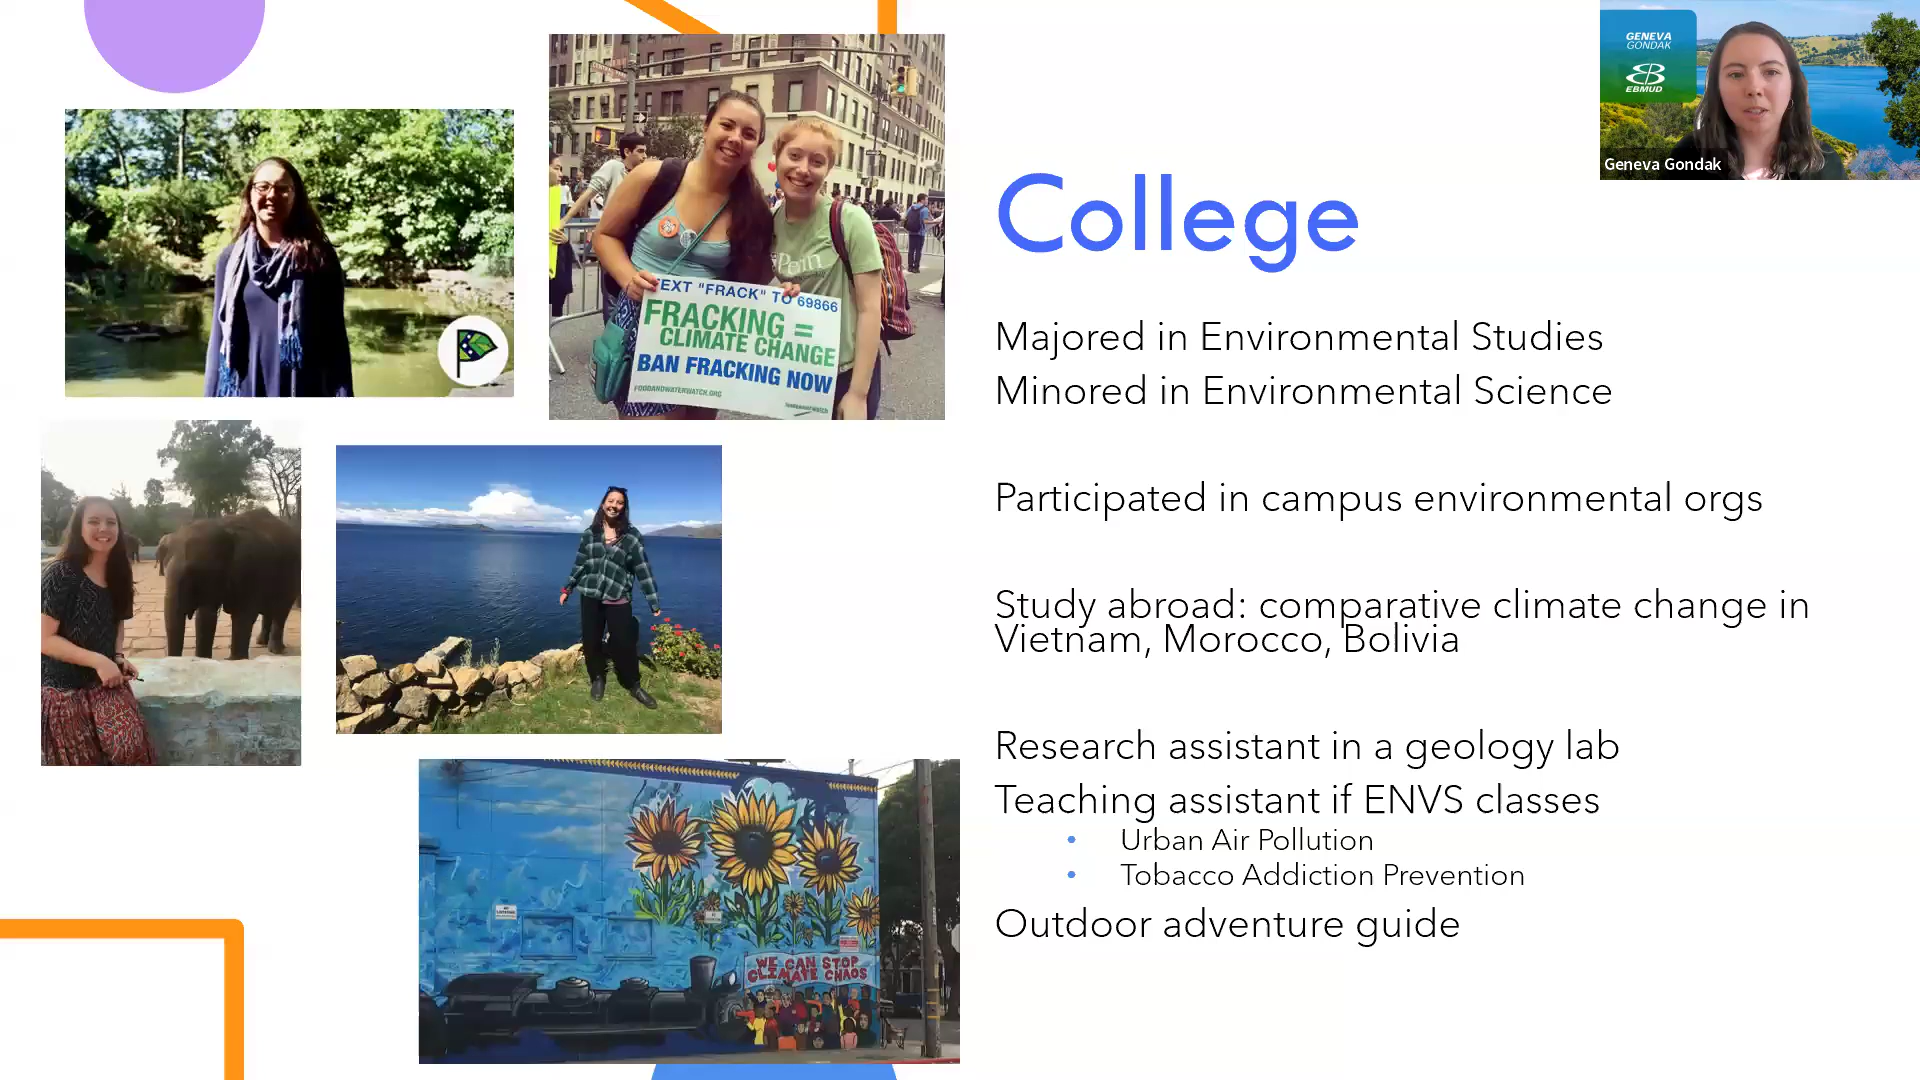 GENEVA
GONDAK
EBMUD
Geneva Gondak
TEXT "FRACK" TO 69866
FRACKING =
CLIMATE CHANGE
BAN FRACKING NOW
FOODANDWATERWATCH.ORG
Penn
College
Majored in Environmental Studies
Minored in Environmental Science
Participated in campus environmental orgs
Study abroad: comparative climate change in
Vietnam, Morocco, Bolivia
Research assistant in a geology lab
Teaching assistant if ENVS classes
• Urban Air Pollution
• Tobacco Addiction Prevention
Outdoor adventure guide
WE CAN STOP
CLIMATE CHAOS